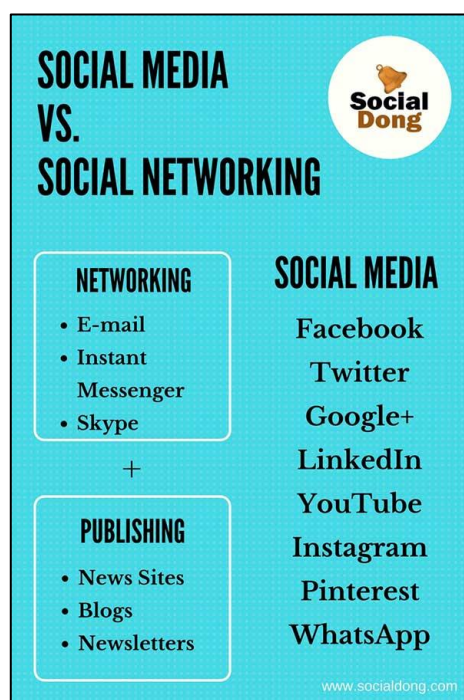 SOCIAL MEDIA
VS.
SOCIAL NETWORKING
Social
Dong
NETWORKING
• E-mail
• Instant
Messenger
• Skype
+
PUBLISHING
• News Sites
• Blogs
• Newsletters
SOCIAL MEDIA
Facebook
Twitter
Google+
LinkedIn
YouTube
Instagram
Pinterest
WhatsApp
www.socialdong.com